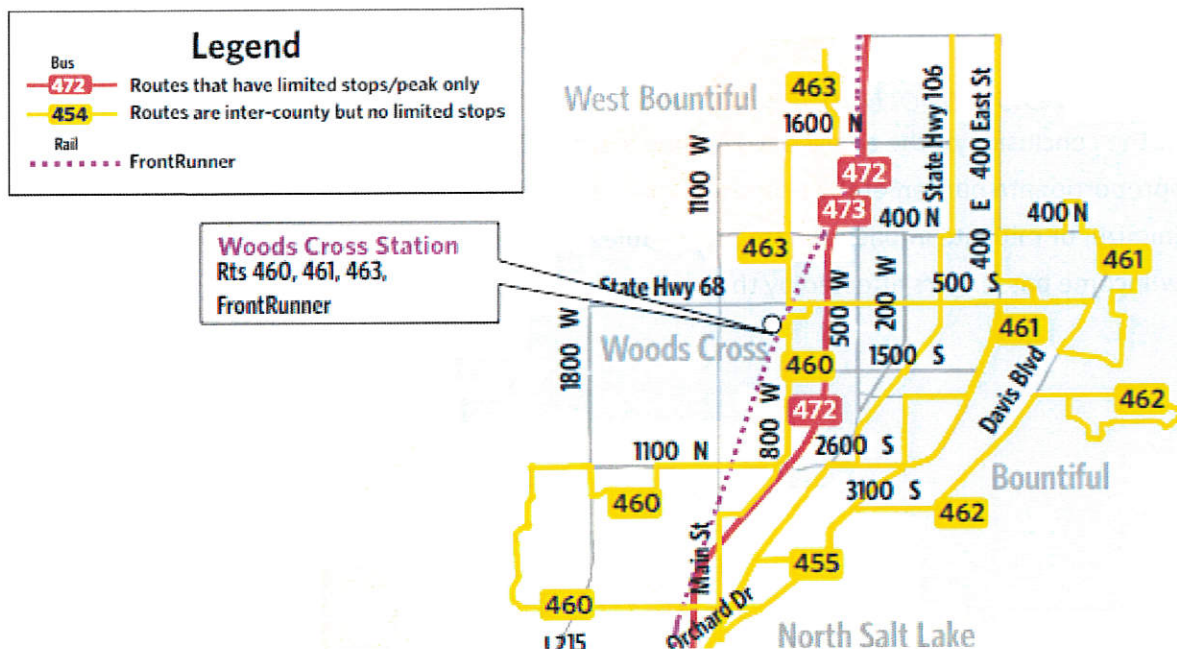 Legend
Bus
472 Routes that have limited stops/peak only
454 Routes are inter-county but no limited stops
Rail
FrontRunner
Woods Cross Station
Rts 460, 461, 463,
FrontRunner
West Bountiful
463
1600 N
1100 W
472
473
State Hwy 106
400 E 400 East St
400 N
400 N
463
461
State Hwy 68
500 S
1800 W
Woods Cross
500 W
200 W
461
460
1500 S
Davis Blvd
800 W
472
462
1100 N
2600 S
Bountiful
3100 S
460
462
Main St
455
460
Orchard Dr
North Salt Lake
I 215